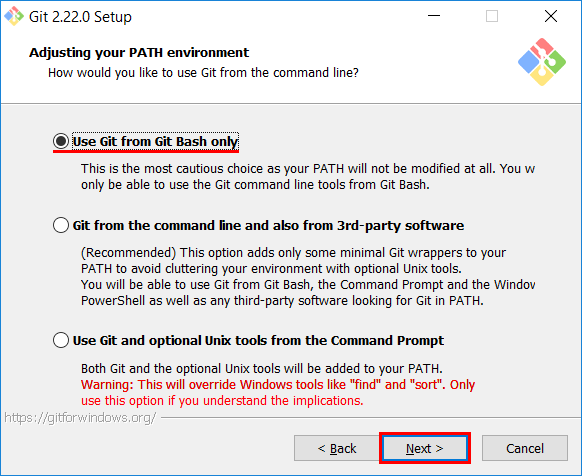 Git 2.22.0 Setup
Adjusting your PATH environment
How would you like to use Git from the command line?
Use Git from Git Bash only
This is the most cautious choice as your PATH will not be modified at all. You w
only be able to use the Git command line tools from Git Bash.
Git from the command line and also from 3rd-party software
(Recommended) This option adds only some minimal Git wrappers to your
PATH to avoid cluttering your environment with optional Unix tools.
You will be able to use Git from Git Bash, the Command Prompt and the Window
PowerShell as well as any third-party software looking for Git in PATH.
Use Git and optional Unix tools from the Command Prompt
Both Git and the optional Unix tools will be added to your PATH.
Warning: This will override Windows tools like "find" and "sort". Only
use this option if you understand the implications.
https://gitforwindows.org/
< Back
Next >
Cancel